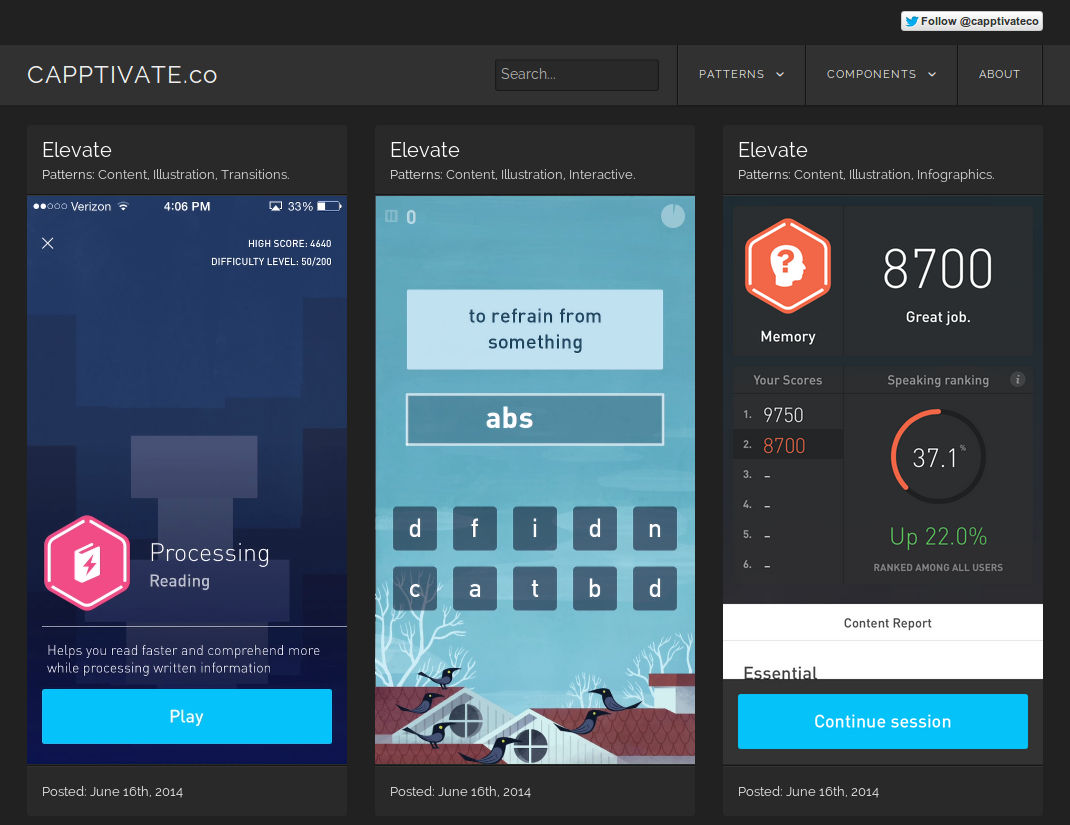 Follow @capptivateco
CAPPTIVATE.co
Search...
PATTERNS
COMPONENTS
ABOUT
Elevate
Patterns: Content, Illustration, Transitions.
Verizon
4:06 PM
33%
HIGH SCORE: 4640
DIFFICULTY LEVEL: 50/200
Processing
Reading
Helps you read faster and comprehend more
while processing written information
Play
Posted: June 16th, 2014
Elevate
Patterns: Content, Illustration, Interactive.
0
to refrain from
something
abs
d f i d n
c a t b d
Posted: June 16th, 2014
Elevate
Patterns: Content, Illustration, Infographics.
?
Memory
8700
Great job.
Your Scores
1. 9750
2. 8700
3. -
4. -
5. -
6. -
Speaking ranking i
37.1%
Up 22.0%
RANKED AMONG ALL USERS
Content Report
Essential
Continue session
Posted: June 16th, 2014